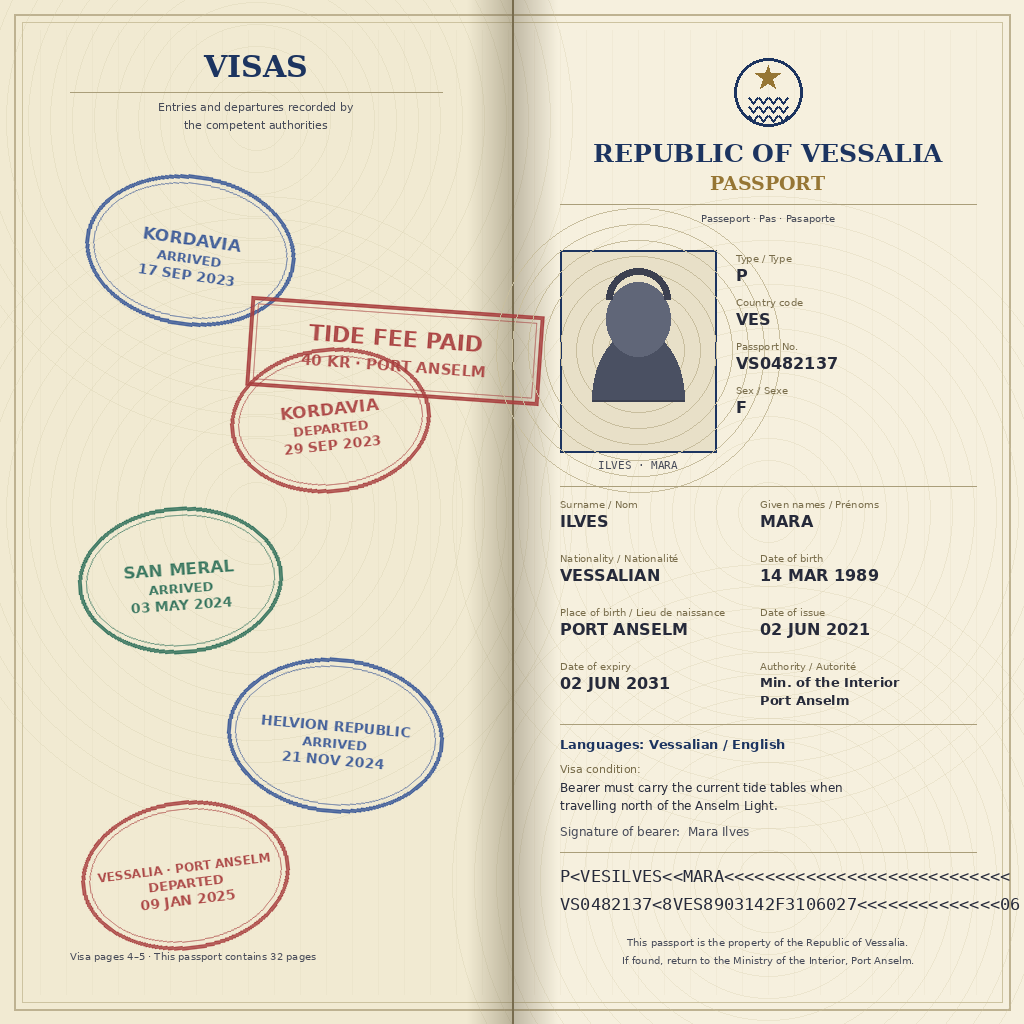 VISAS
Entries and departures recorded by
the competent authorities
KORDAVIA
ARRIVED
17 SEP 2023
TIDE FEE PAID
40 KR · PORT ANSELM
KORDAVIA
DEPARTED
29 SEP 2023
SAN MERAL
ARRIVED
03 MAY 2024
HELVION REPUBLIC
ARRIVED
21 NOV 2024
VESSALIA · PORT ANSELM
DEPARTED
09 JAN 2025
Visa pages 4–5 · This passport contains 32 pages
REPUBLIC OF VESSALIA
PASSPORT
Passeport · Pas · Pasaporte
Type / Type
P
Country code
VES
Passport No.
VS0482137
Sex / Sexe
F
ILVES · MARA
Surname / Nom
ILVES
Given names / Prénoms
MARA
Nationality / Nationalité
VESSALIAN
Date of birth
14 MAR 1989
Place of birth / Lieu de naissance
PORT ANSELM
Date of issue
02 JUN 2021
Date of expiry
02 JUN 2031
Authority / Autorité
Min. of the Interior
Port Anselm
Languages: Vessalian / English
Visa condition:
Bearer must carry the current tide tables when
travelling north of the Anselm Light.
Signature of bearer: Mara Ilves
P<VESILVES<<MARA<<<<<<<<<<<<<<<<<<<<<<<<<<<<
VS0482137<8VES8903142F3106027<<<<<<<<<<<<<<06
This passport is the property of the Republic of Vessalia.
If found, return to the Ministry of the Interior, Port Anselm.